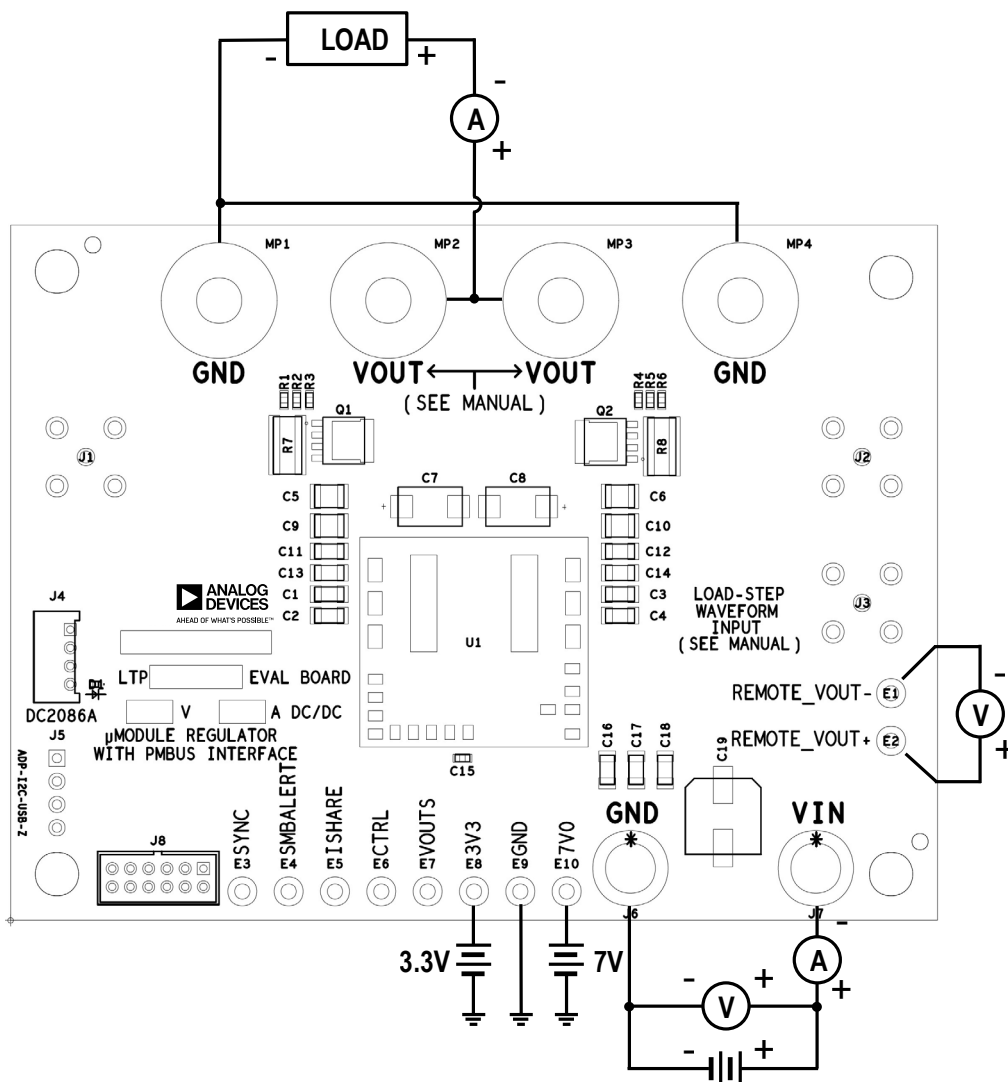 LOAD
- +
-
A
+
MP1 MP2 MP3 MP4
GND VOUT VOUT GND
(SEE MANUAL)
R1 R2 R3
R4 R5 R6
Q1 Q2
R7 R8
J1 J2
C7 C8
+ +
C5 C6
C9 C10
C11 C12
C13 C14
C1 C3
C2 C4
U1
J4
ANALOG
DEVICES
AHEAD OF WHAT'S POSSIBLE™
LOAD-STEP
WAVEFORM
INPUT
(SEE MANUAL)
J3
LTP EVAL BOARD
DC2086A
V A DC/DC
µMODULE REGULATOR
WITH PMBUS INTERFACE
J5
ADP-I2C-USB-Z
REMOTE_VOUT- E1
REMOTE_VOUT+ E2
-
V
+
C15
C16 C17 C18
C19
GND VIN
* *
J8
SYNC SMBALERT ISHARE CTRL VOUTS 3V3 GND 7V0
E3 E4 E5 E6 E7 E8 E9 E10
J6 J7
-
A
+
3.3V 7V
- V +
- +